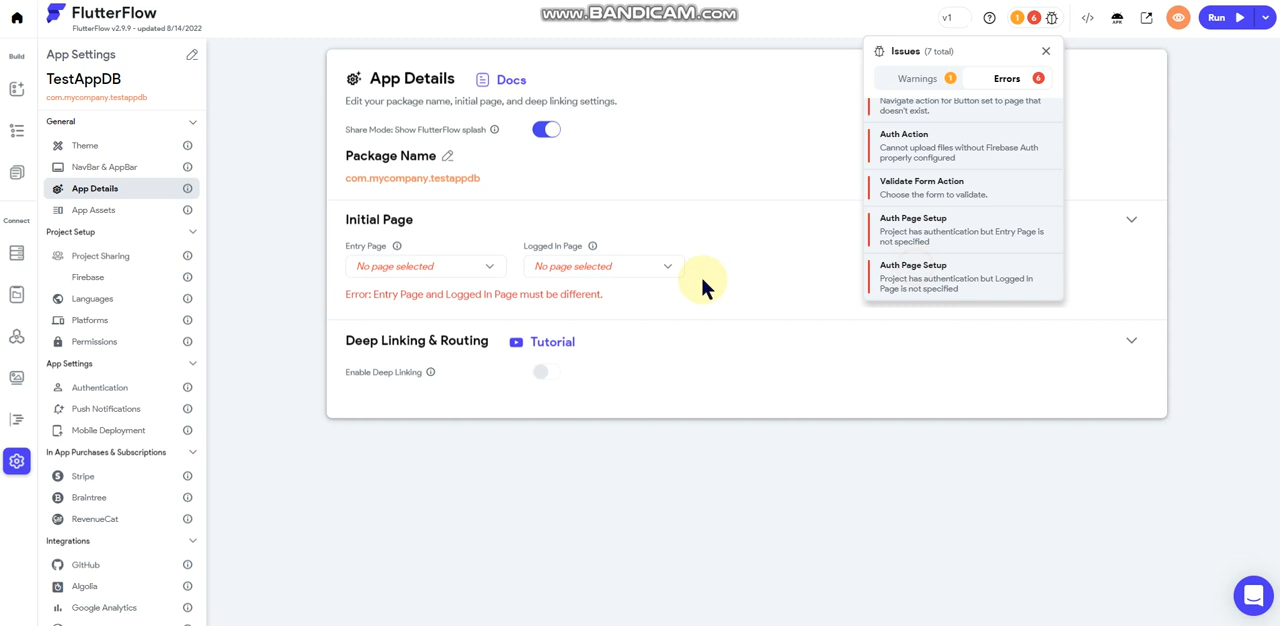 www.BANDICAM.com
FlutterFlow
FlutterFlow v2.9.9 - updated 8/14/2022
v1
1
6
Run
Build
Connect
App Settings
TestAppDB
com.mycompany.testappdb
General
Theme
NavBar & AppBar
App Details
App Assets
Project Setup
Project Sharing
Firebase
Languages
Platforms
Permissions
App Settings
Authentication
Push Notifications
Mobile Deployment
In App Purchases & Subscriptions
Stripe
Braintree
RevenueCat
Integrations
GitHub
Algolia
Google Analytics
App Details Docs
Edit your package name, initial page, and deep linking settings.
Share Mode: Show FlutterFlow splash
Package Name
com.mycompany.testappdb
Initial Page
Entry Page Logged In Page
No page selected No page selected
Error: Entry Page and Logged In Page must be different.
Deep Linking & Routing Tutorial
Enable Deep Linking
Issues (7 total)
Warnings 1 Errors 6
Navigate action for Button set to page that
doesn't exist.
Auth Action
Cannot upload files without Firebase Auth
properly configured
Validate Form Action
Choose the form to validate.
Auth Page Setup
Project has authentication but Entry Page is
not specified
Auth Page Setup
Project has authentication but Logged In
Page is not specified